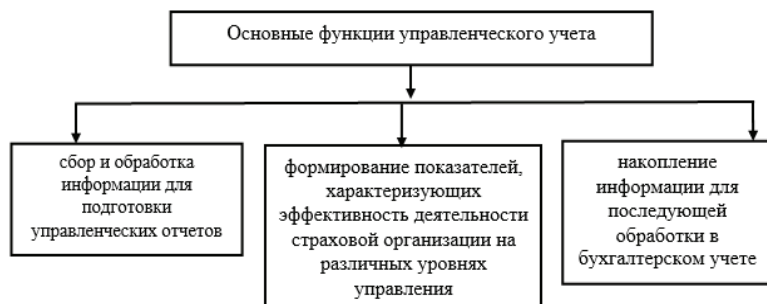 Основные функции управленческого учета
сбор и обработка
информации для
подготовки
управленческих отчетов
формирование показателей,
характеризующих
эффективность деятельности
страховой организации на
различных уровнях
управления
накопление
информации для
последующей
обработки в
бухгалтерском учете